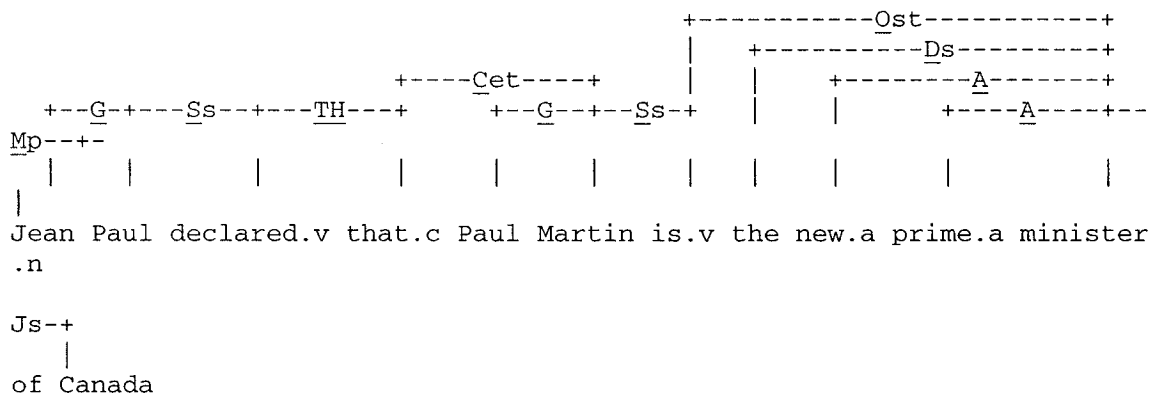 +-----------Ost-----------+
| +----------Ds---------+
+----Cet----+ | | +-------A-------+
+--G-+---Ss--+---TH---+ +--G--+--Ss-+ | | +----A----+--
Mp--+-
| | | | | | | | | | |
|
Jean Paul declared.v that.c Paul Martin is.v the new.a prime.a minister
.n
Js-+
|
of Canada